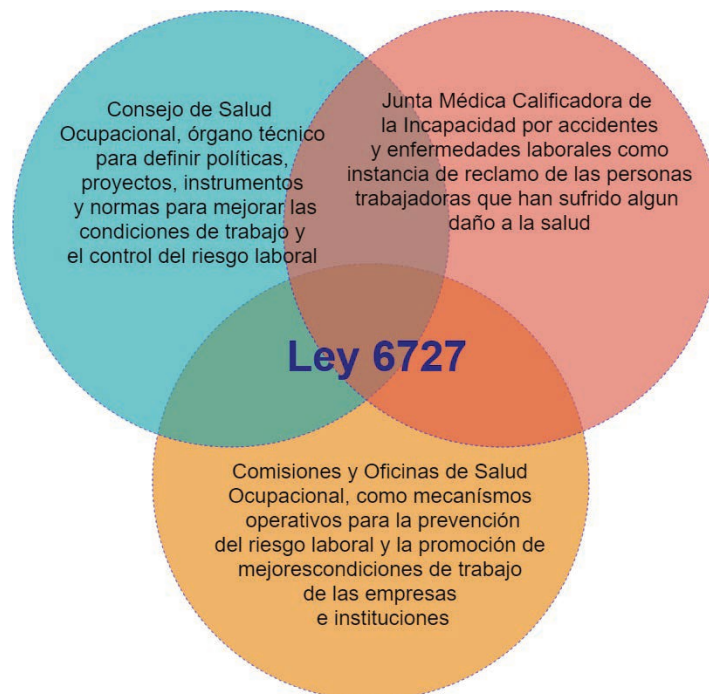 Consejo de Salud
Ocupacional, órgano técnico
para definir políticas,
proyectos, instrumentos
y normas para mejorar las
condiciones de trabajo y
el control del riesgo laboral
Junta Médica Calificadora de
la Incapacidad por accidentes
y enfermedades laborales como
instancia de reclamo de las personas
trabajadoras que han sufrido algun
daño a la salud
Ley 6727
Comisiones y Oficinas de Salud
Ocupacional, como mecanísmos
operativos para la prevención
del riesgo laboral y la promoción de
mejorescondiciones de trabajo
de las empresas
e instituciones